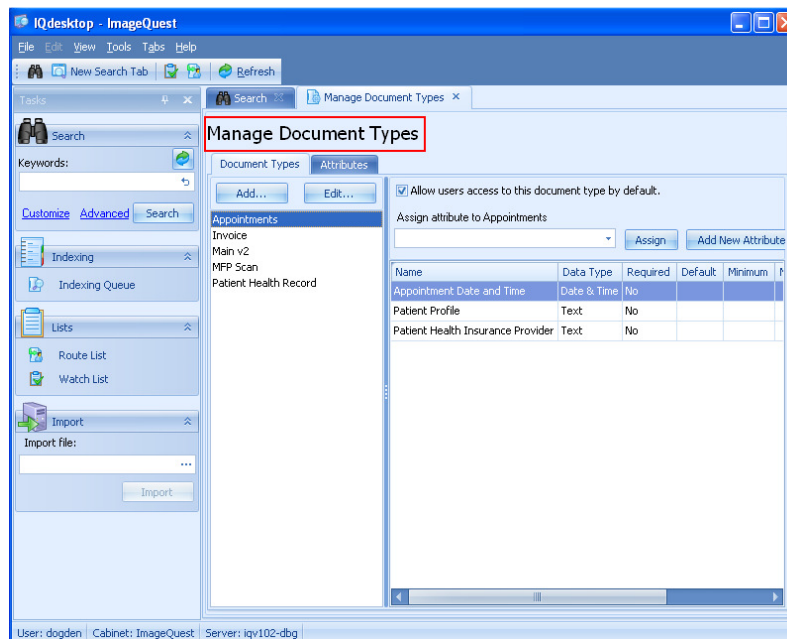 IQdesktop - ImageQuest
File Edit View Tools Tabs Help
New Search Tab Refresh
Tasks
Search
Keywords:
Customize Advanced Search
Indexing
Indexing Queue
Lists
Route List
Watch List
Import
Import file:
...
Import
Search Manage Document Types
Manage Document Types
Document Types Attributes
Add... Edit...
Appointments
Invoice
Main v2
MFP Scan
Patient Health Record
Allow users access to this document type by default.
Assign attribute to Appointments
Assign Add New Attribute
Name Data Type Required Default Minimum
Appointment Date and Time Date & Time No
Patient Profile Text No
Patient Health Insurance Provider Text No
User: dogden Cabinet: ImageQuest Server: iqv102-dbg